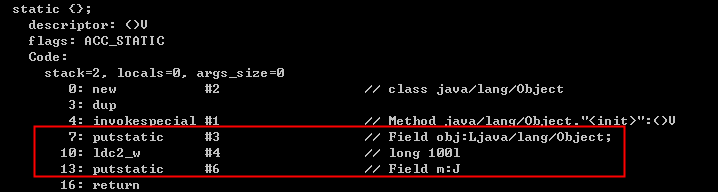 static {};
descriptor: ()V
flags: ACC_STATIC
Code:
stack=2, locals=0, args_size=0
0: new #2 // class java/lang/Object
3: dup
4: invokespecial #1 // Method java/lang/Object."<init>":()V
7: putstatic #3 // Field obj:Ljava/lang/Object;
10: ldc2_w #4 // long 100l
13: putstatic #6 // Field m:J
16: return